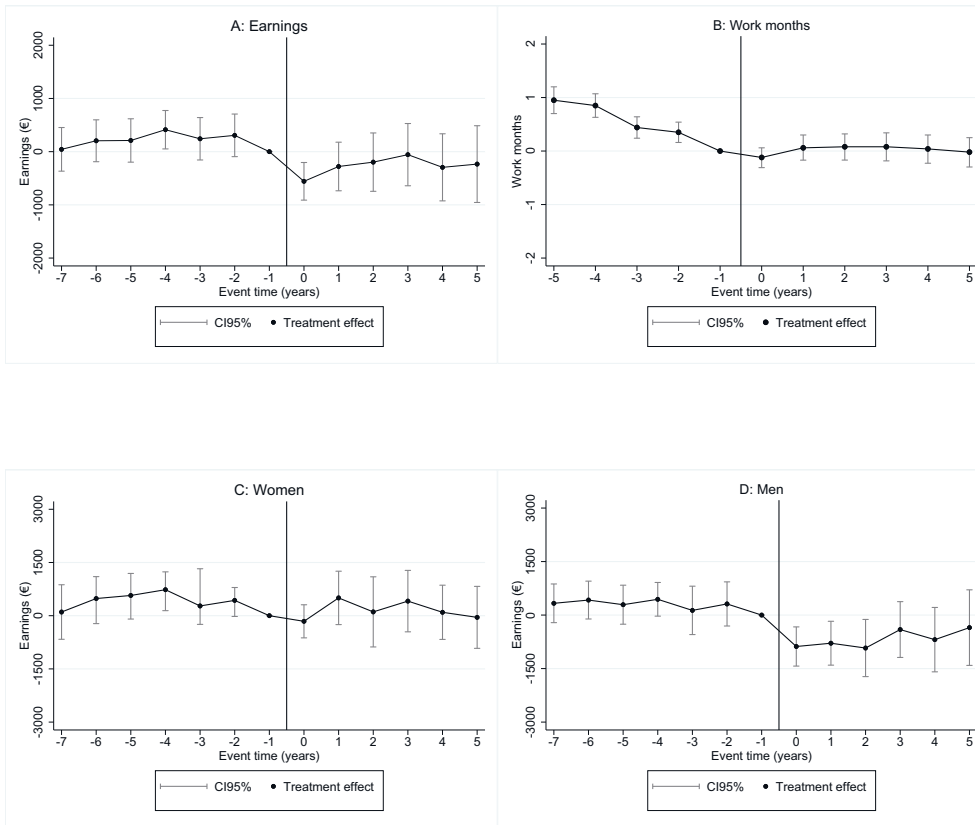 A: Earnings
2000
1000
0
-1000
-2000
Earnings (€)
-7 -6 -5 -4 -3 -2 -1 0 1 2 3 4 5
Event time (years)
CI95% Treatment effect
B: Work months
2
1
0
-1
-2
Work months
-5 -4 -3 -2 -1 0 1 2 3 4 5
Event time (years)
CI95% Treatment effect
C: Women
3000
1500
0
-1500
-3000
Earnings (€)
-7 -6 -5 -4 -3 -2 -1 0 1 2 3 4 5
Event time (years)
CI95% Treatment effect
D: Men
3000
1500
0
-1500
-3000
Earnings (€)
-7 -6 -5 -4 -3 -2 -1 0 1 2 3 4 5
Event time (years)
CI95% Treatment effect